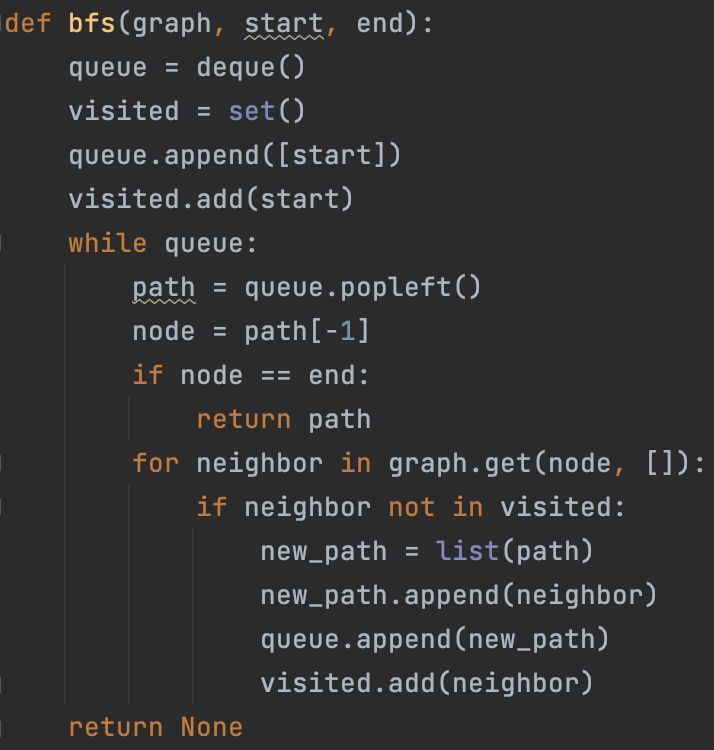 def bfs(graph, start, end):
    queue = deque()
    visited = set()
    queue.append([start])
    visited.add(start)
    while queue:
        path = queue.popleft()
        node = path[-1]
        if node == end:
            return path
        for neighbor in graph.get(node, []):
            if neighbor not in visited:
                new_path = list(path)
                new_path.append(neighbor)
                queue.append(new_path)
                visited.add(neighbor)
    return None